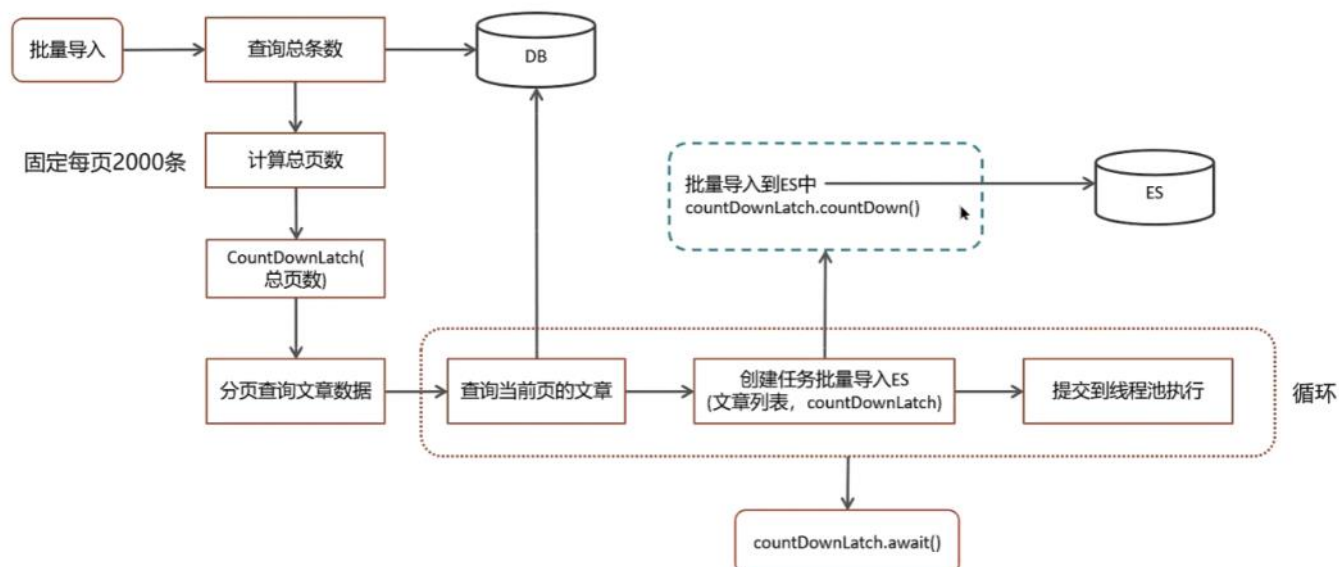 批量导入
查询总条数
DB
固定每页2000条
计算总页数
批量导入到ES中
countDownLatch.countDown()
ES
CountDownLatch(
总页数)
分页查询文章数据
查询当前页的文章
创建任务批量导入ES
(文章列表，countDownLatch)
提交到线程池执行
循环
countDownLatch.await()